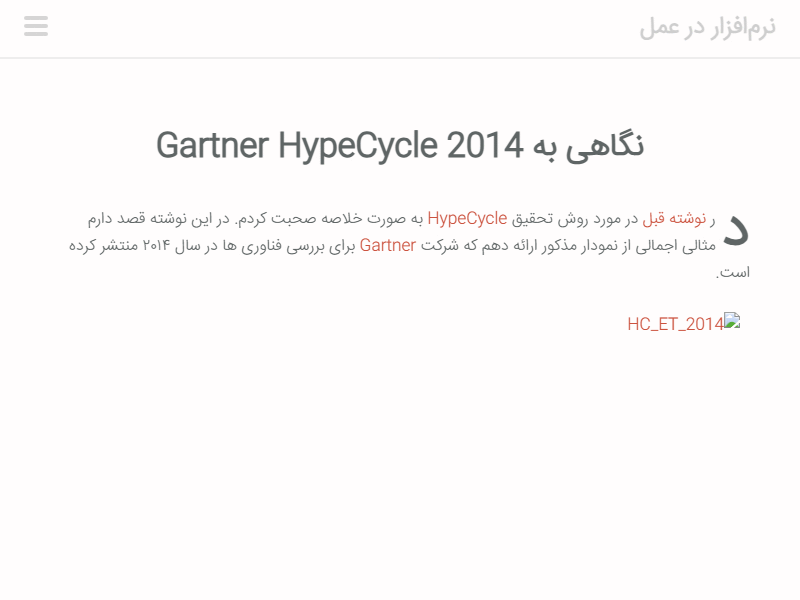 نرم‌افزار در عمل
نگاهی به Gartner HypeCycle 2014
در نوشته قبل در مورد روش تحقیق HypeCycle به صورت خلاصه صحبت کردم. در این نوشته قصد دارم
مثالی اجمالی از نمودار مذکور ارائه دهم که شرکت Gartner برای بررسی فناوری ها در سال ۲۰۱۴ منتشر کرده
است.
HC_ET_2014